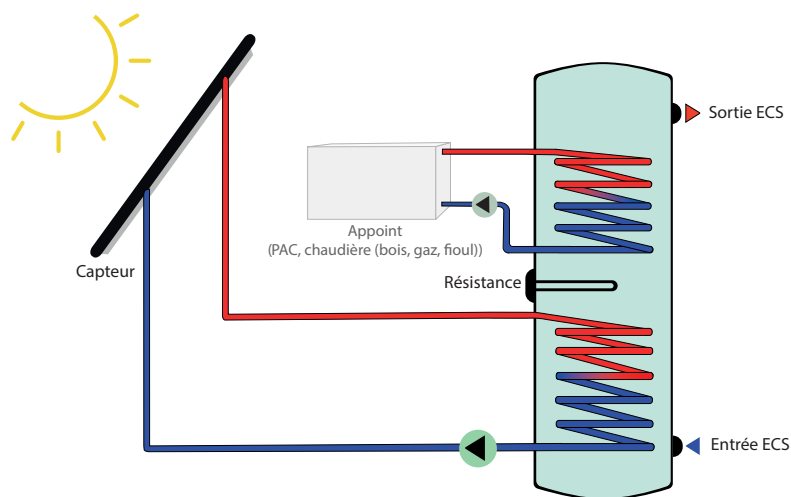 Sortie ECS
Appoint
(PAC, chaudière (bois, gaz, fioul))
Capteur
Résistance
Entrée ECS